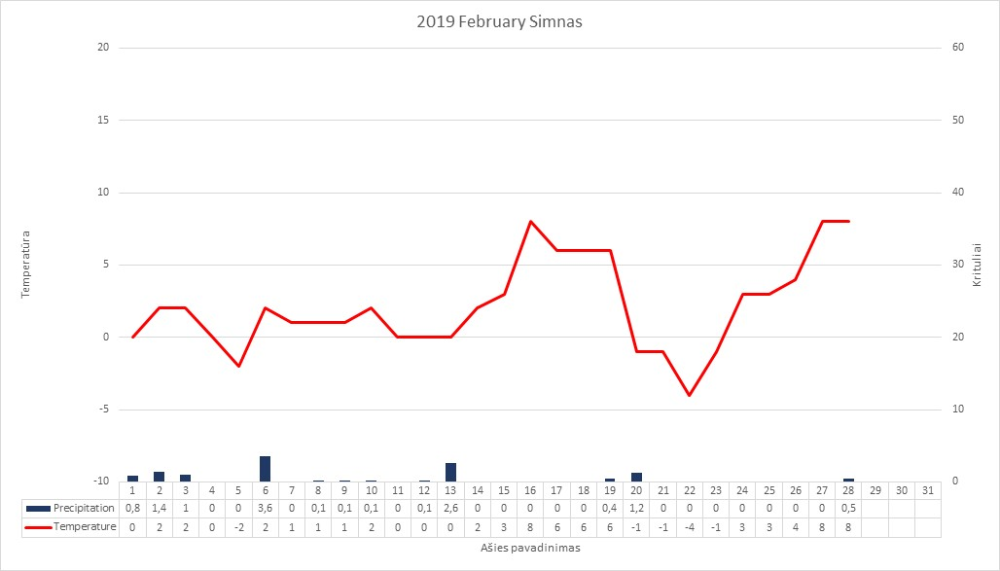 2019 February Simnas
20 60
15 50
10 40
5 30
0 20
-5 10
-10 0
Temperatūra
Krituliai
1 2 3 4 5 6 7 8 9 10 11 12 13 14 15 16 17 18 19 20 21 22 23 24 25 26 27 28 29 30 31
Precipitation 0,8 1,4 1 0 0 3,6 0 0,1 0,1 0,1 0 0,1 2,6 0 0 0 0 0 0,4 1,2 0 0 0 0 0 0 0 0,5
Temperature 0 2 2 0 -2 2 1 1 1 2 0 0 0 2 3 8 6 6 6 -1 -1 -4 -1 3 3 4 8 8
Ašies pavadinimas